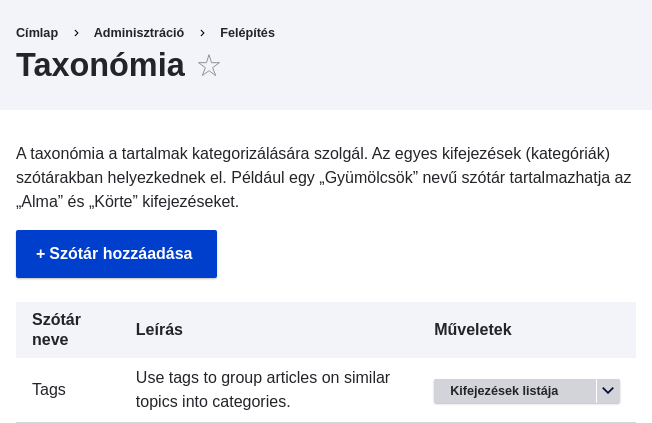 Címlap › Adminisztráció › Felépítés
Taxonómia ☆
A taxonómia a tartalmak kategorizálására szolgál. Az egyes kifejezések (kategóriák)
szótárakban helyezkednek el. Például egy „Gyümölcsök” nevű szótár tartalmazhatja az
„Alma” és „Körte” kifejezéseket.
+ Szótár hozzáadása
Szótár
neve
Leírás
Műveletek
Tags
Use tags to group articles on similar
topics into categories.
Kifejezések listája